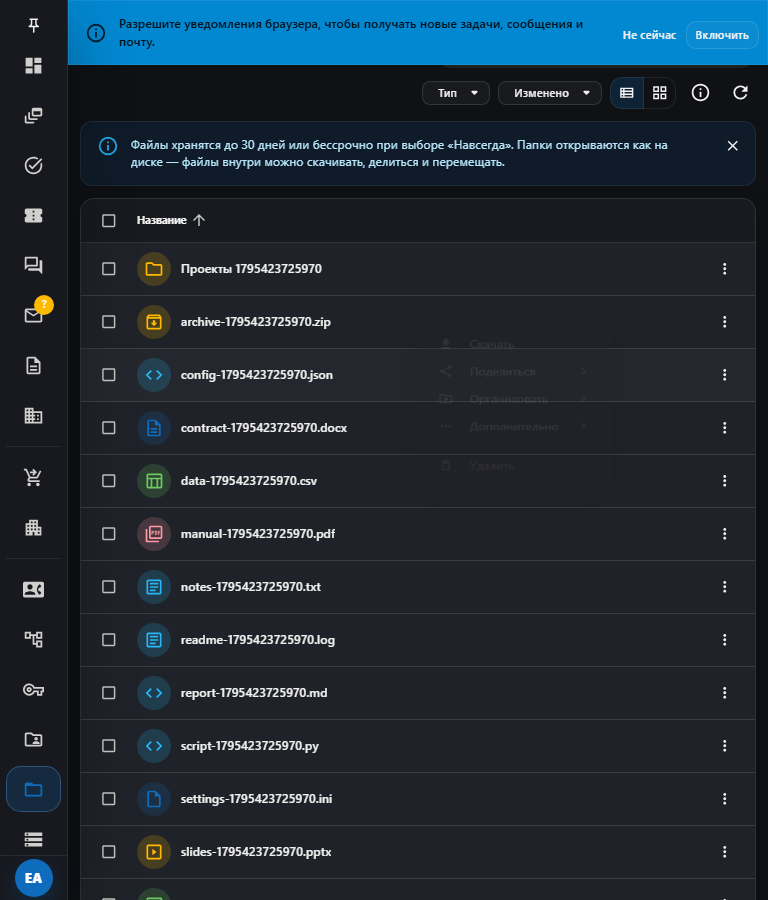 Разрешите уведомления браузера, чтобы получать новые задачи, сообщения и
почту.
Не сейчас
Включить
Тип
Изменено
Файлы хранятся до 30 дней или бессрочно при выборе «Навсегда». Папки открываются как на
диске — файлы внутри можно скачивать, делиться и перемещать.
Название
Проекты 1795423725970
archive-1795423725970.zip
Скачать
Поделиться
config-1795423725970.json
Организовать
contract-1795423725970.docx
Дополнительно
Удалить
data-1795423725970.csv
manual-1795423725970.pdf
notes-1795423725970.txt
readme-1795423725970.log
report-1795423725970.md
script-1795423725970.py
settings-1795423725970.ini
slides-1795423725970.pptx
?
PDF
EA